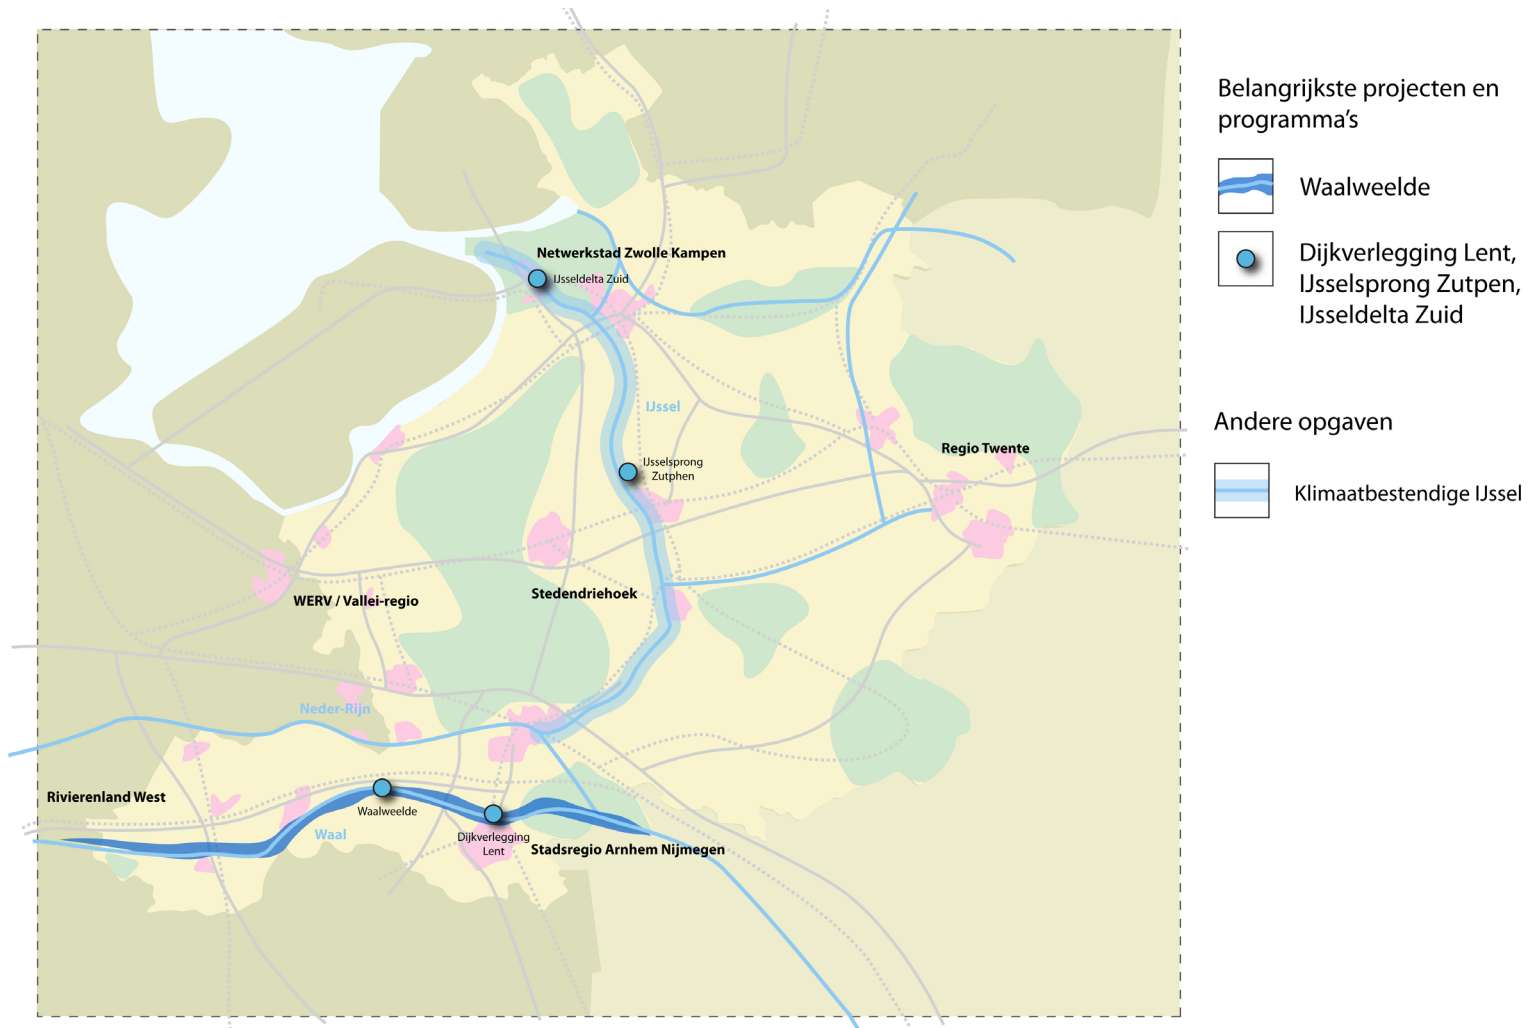 Belangrijkste projecten en
programma's
Waalweelde
Dijkverlegging Lent,
IJsselsprong Zutpen,
IJsseldelta Zuid
Andere opgaven
Klimaatbestendige IJssel
Netwerkstad Zwolle Kampen
IJsseldelta Zuid
IJssel
Regio Twente
IJsselsprong
Zutphen
Stedendriehoek
WERV / Vallei-regio
Neder-Rijn
Rivierenland West
Waalweelde
Waal
Dijkverlegging
Lent
Stadsregio Arnhem Nijmegen